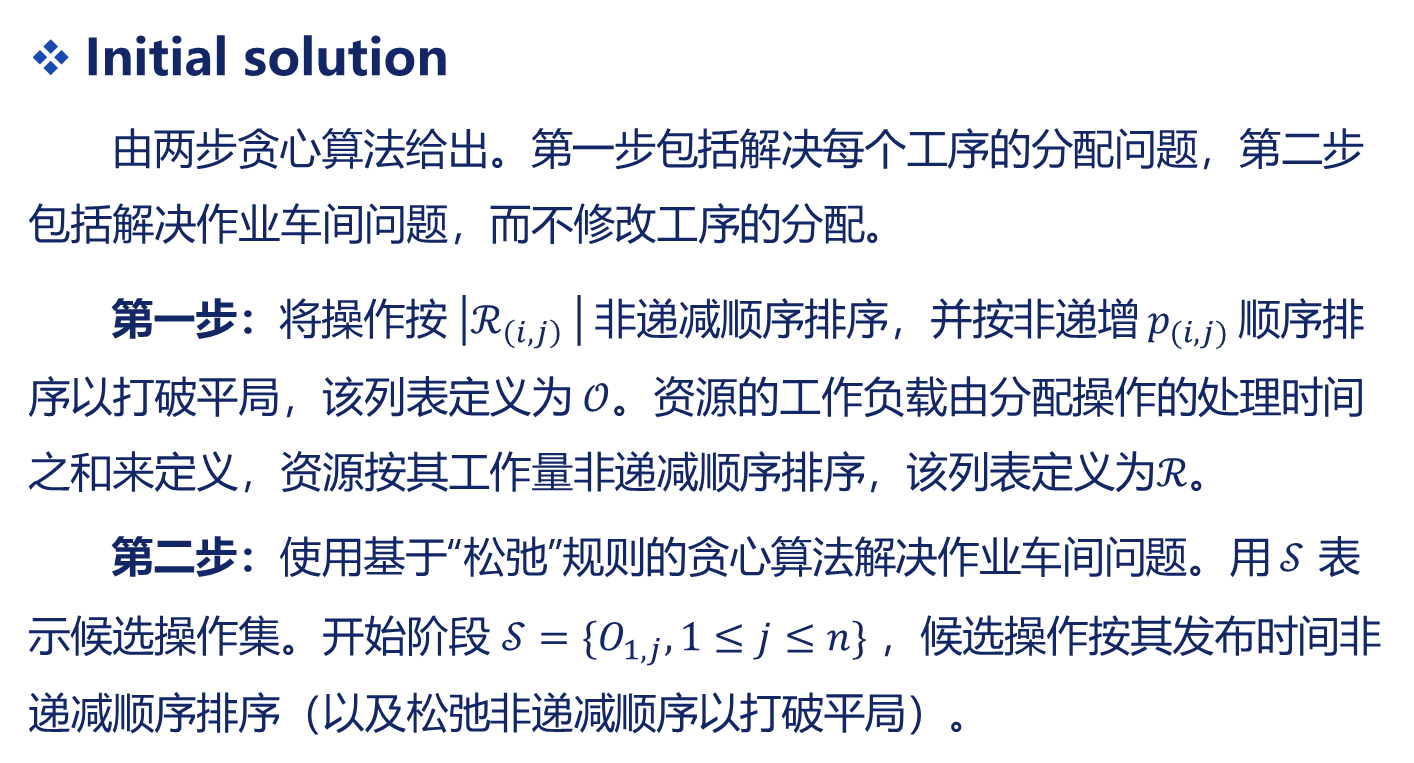 ❖ Initial solution
由两步贪心算法给出。第一步包括解决每个工序的分配问题，第二步
包括解决作业车间问题，而不修改工序的分配。
第一步：将操作按 |ℛ(i,j)| 非递减顺序排序，并按非递增 p(i,j) 顺序排
序以打破平局，该列表定义为 𝒪。资源的工作负载由分配操作的处理时间
之和来定义，资源按其工作量非递减顺序排序，该列表定义为ℛ。
第二步：使用基于“松弛”规则的贪心算法解决作业车间问题。用 𝒮 表
示候选操作集。开始阶段 𝒮 = {O1,j, 1 ≤ j ≤ n} ，候选操作按其发布时间非
递减顺序排序（以及松弛非递减顺序以打破平局）。